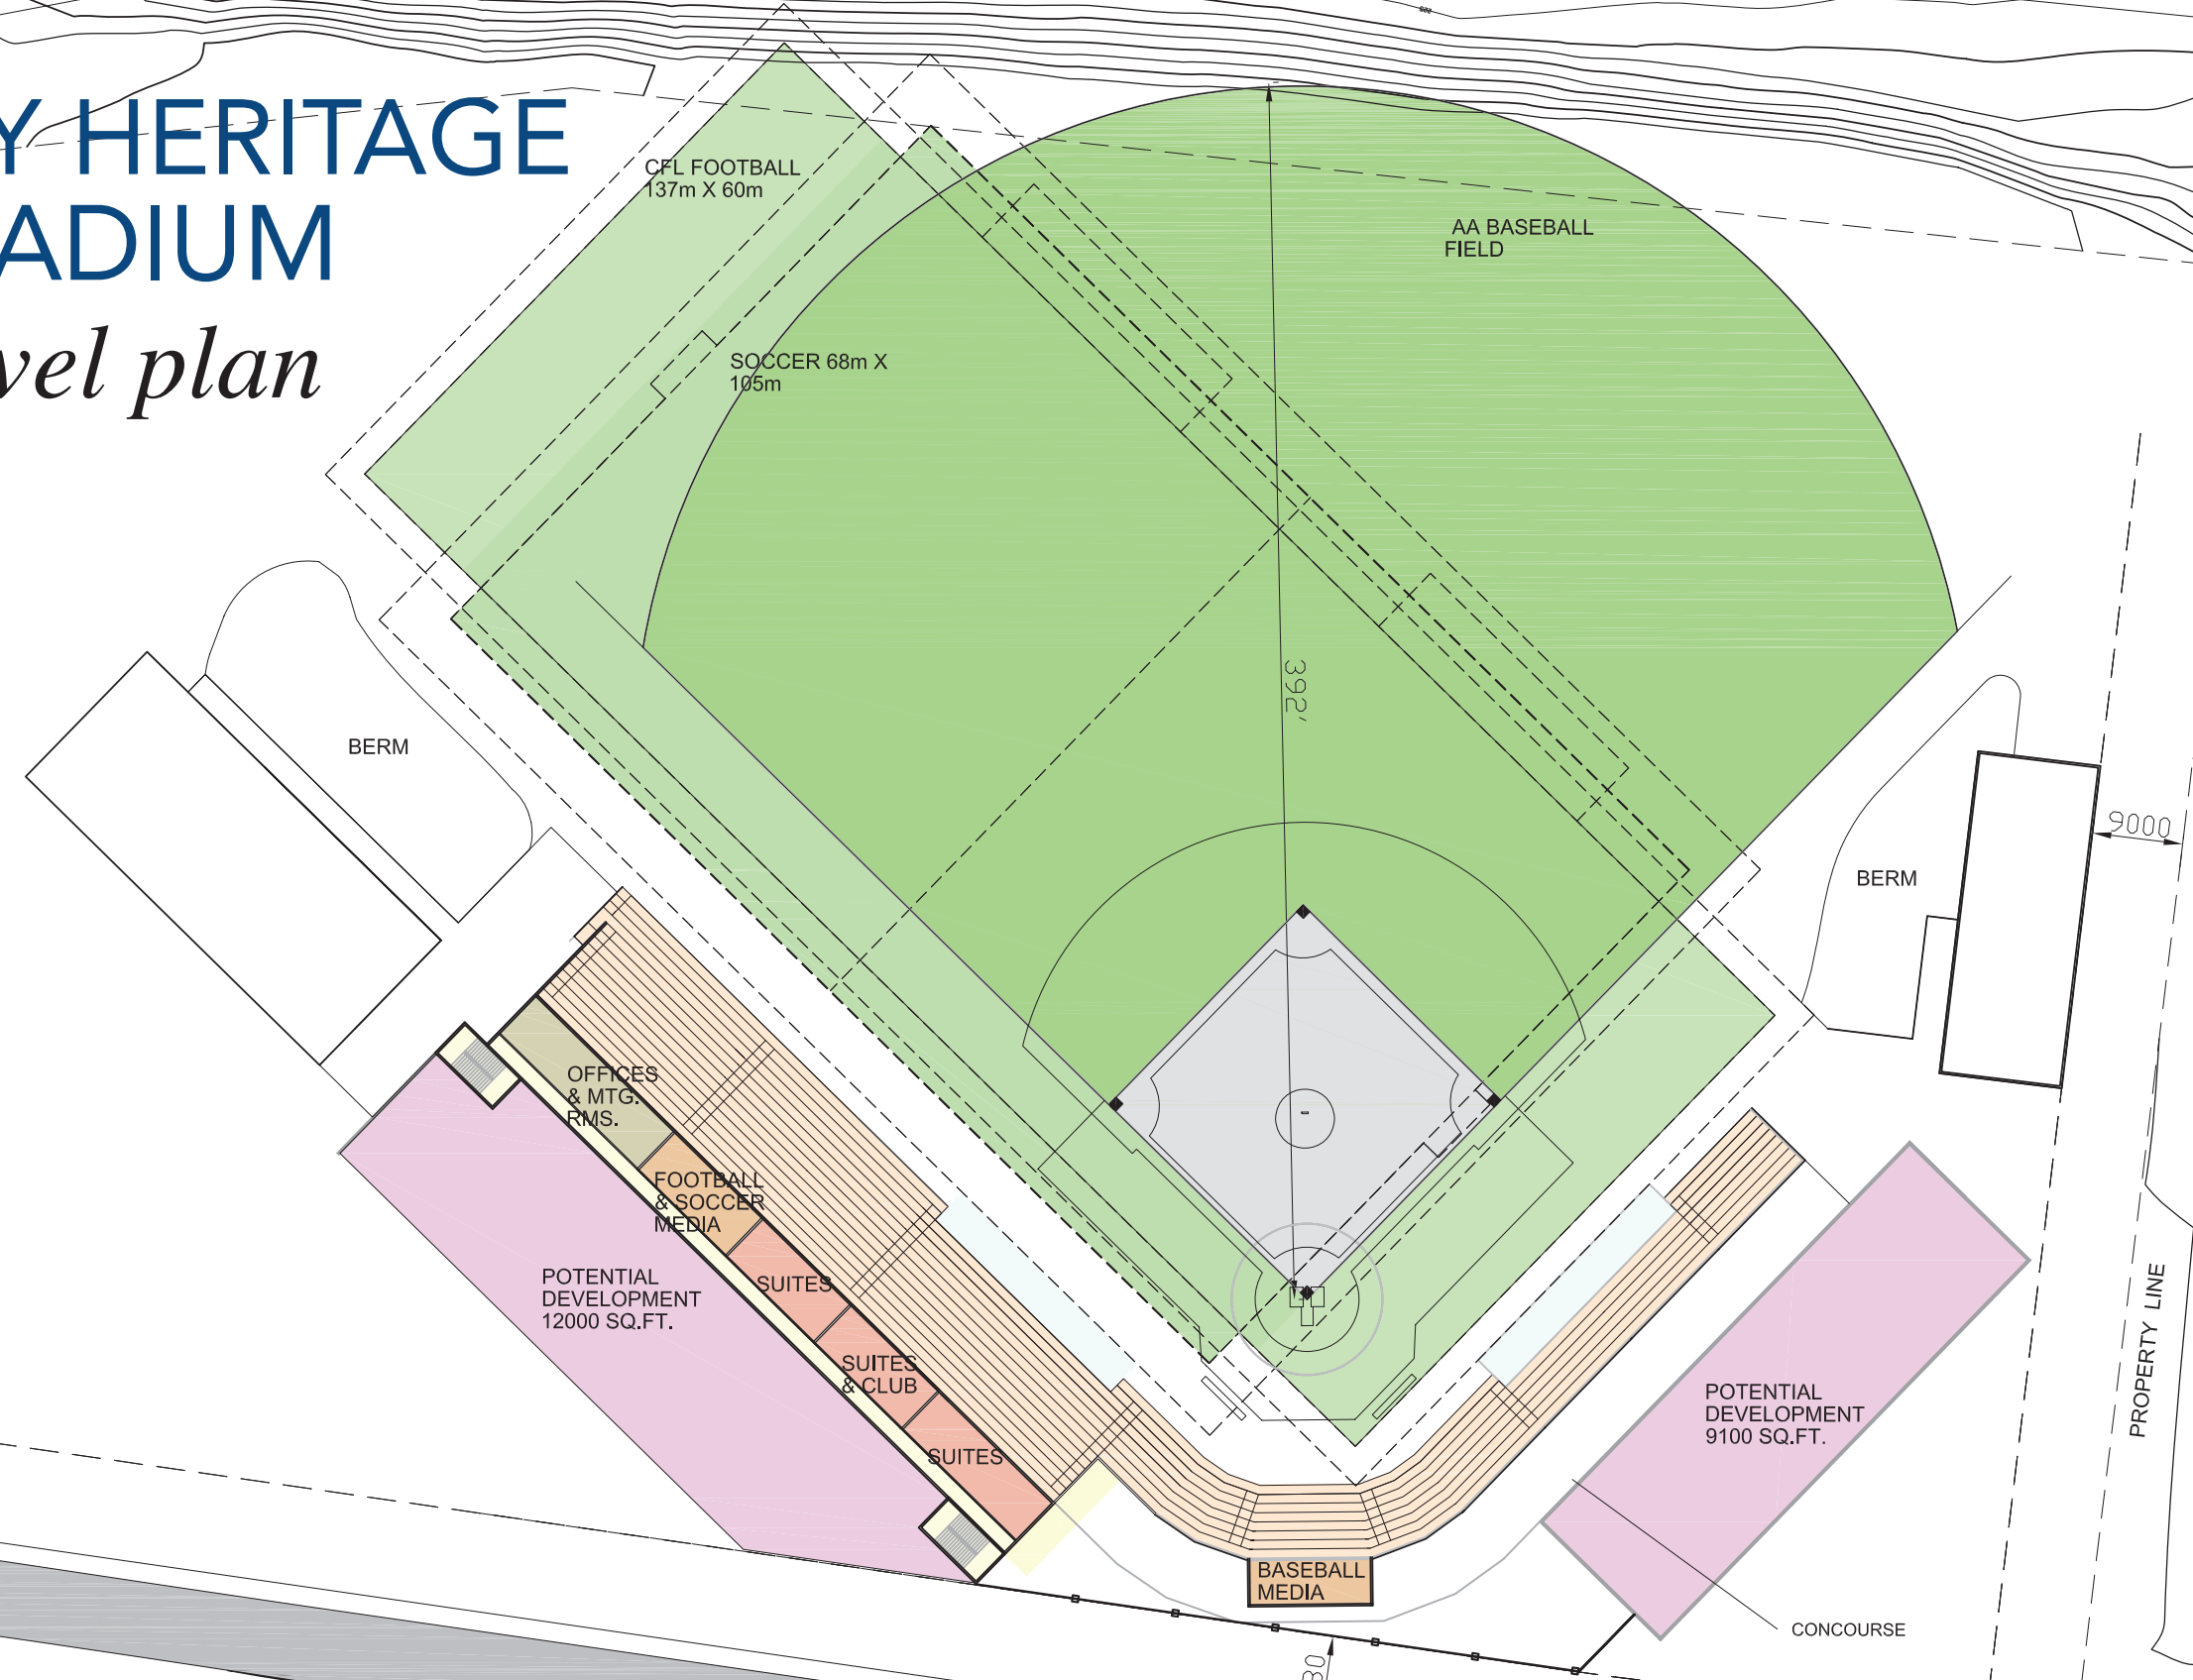 Y HERITAGE
ADIUM
vel plan
CFL FOOTBALL
137m X 60m
AA BASEBALL
FIELD
SOCCER 68m X
105m
392'
BERM
9000
BERM
OFFICES
& MTG.
RMS.
FOOTBALL
& SOCCER
MEDIA
SUITES
POTENTIAL
DEVELOPMENT
12000 SQ.FT.
SUITES
& CLUB
SUITES
POTENTIAL
DEVELOPMENT
9100 SQ.FT.
PROPERTY LINE
BASEBALL
MEDIA
CONCOURSE